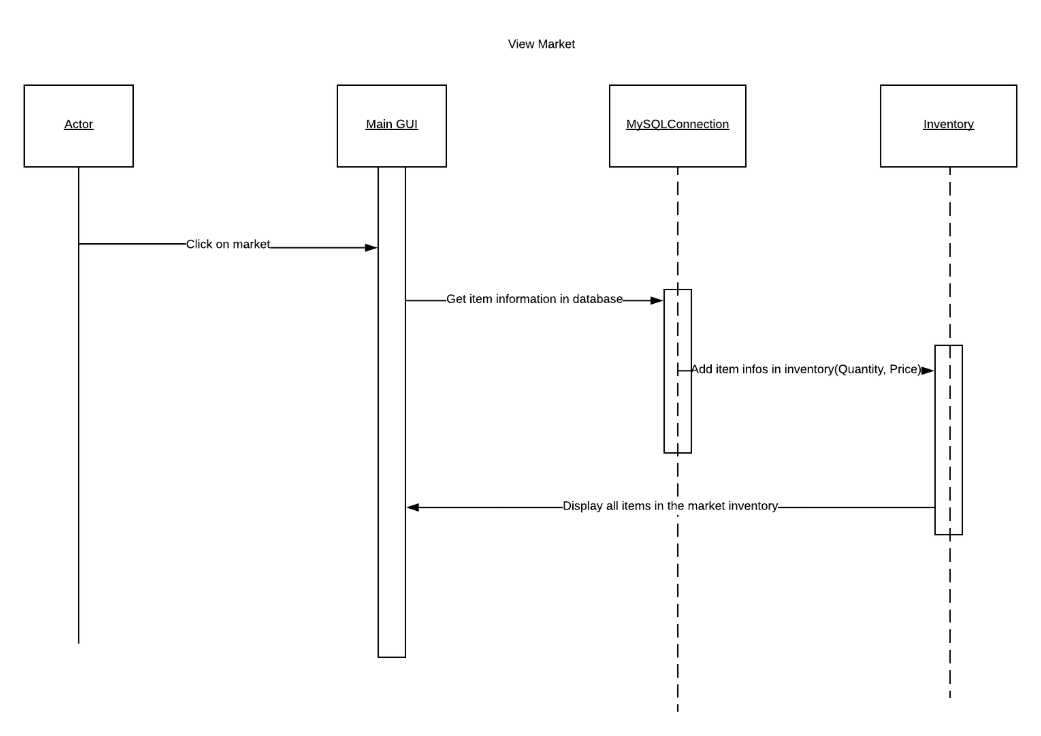 View Market
Actor
Main GUI
MySQLConnection
Inventory
Click on market
Get item information in database
Add item infos in inventory(Quantity, Price)
Display all items in the market inventory